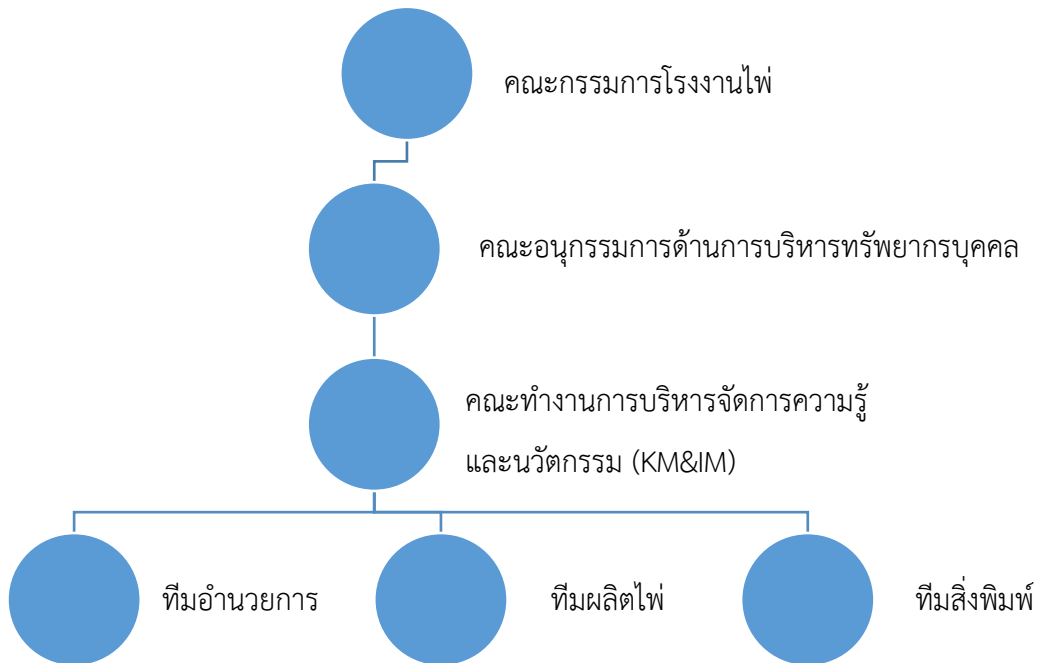 คณะกรรมการโรงงานไพ่
คณะอนุกรรมการด้านการบริหารทรัพยากรบุคคล
คณะทำงานการบริหารจัดการความรู้
และนวัตกรรม (KM&IM)
ทีมอำนวยการ
ทีมผลิตไพ่
ทีมสิ่งพิมพ์